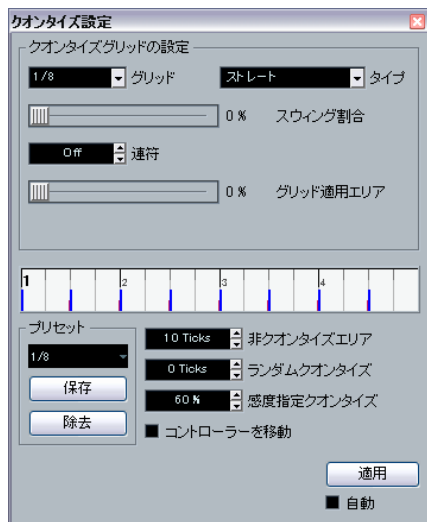 クオンタイズ設定
クオンタイズグリッドの設定
1/8 グリッド ストレート タイプ
0 % スウィング割合
Off 連符
0 % グリッド適用エリア
1 2 3 4
プリセット
1/8
保存
除去
10 Ticks 非クオンタイズエリア
0 Ticks ランダムクオンタイズ
60 % 感度指定クオンタイズ
コントローラーを移動
適用
自動